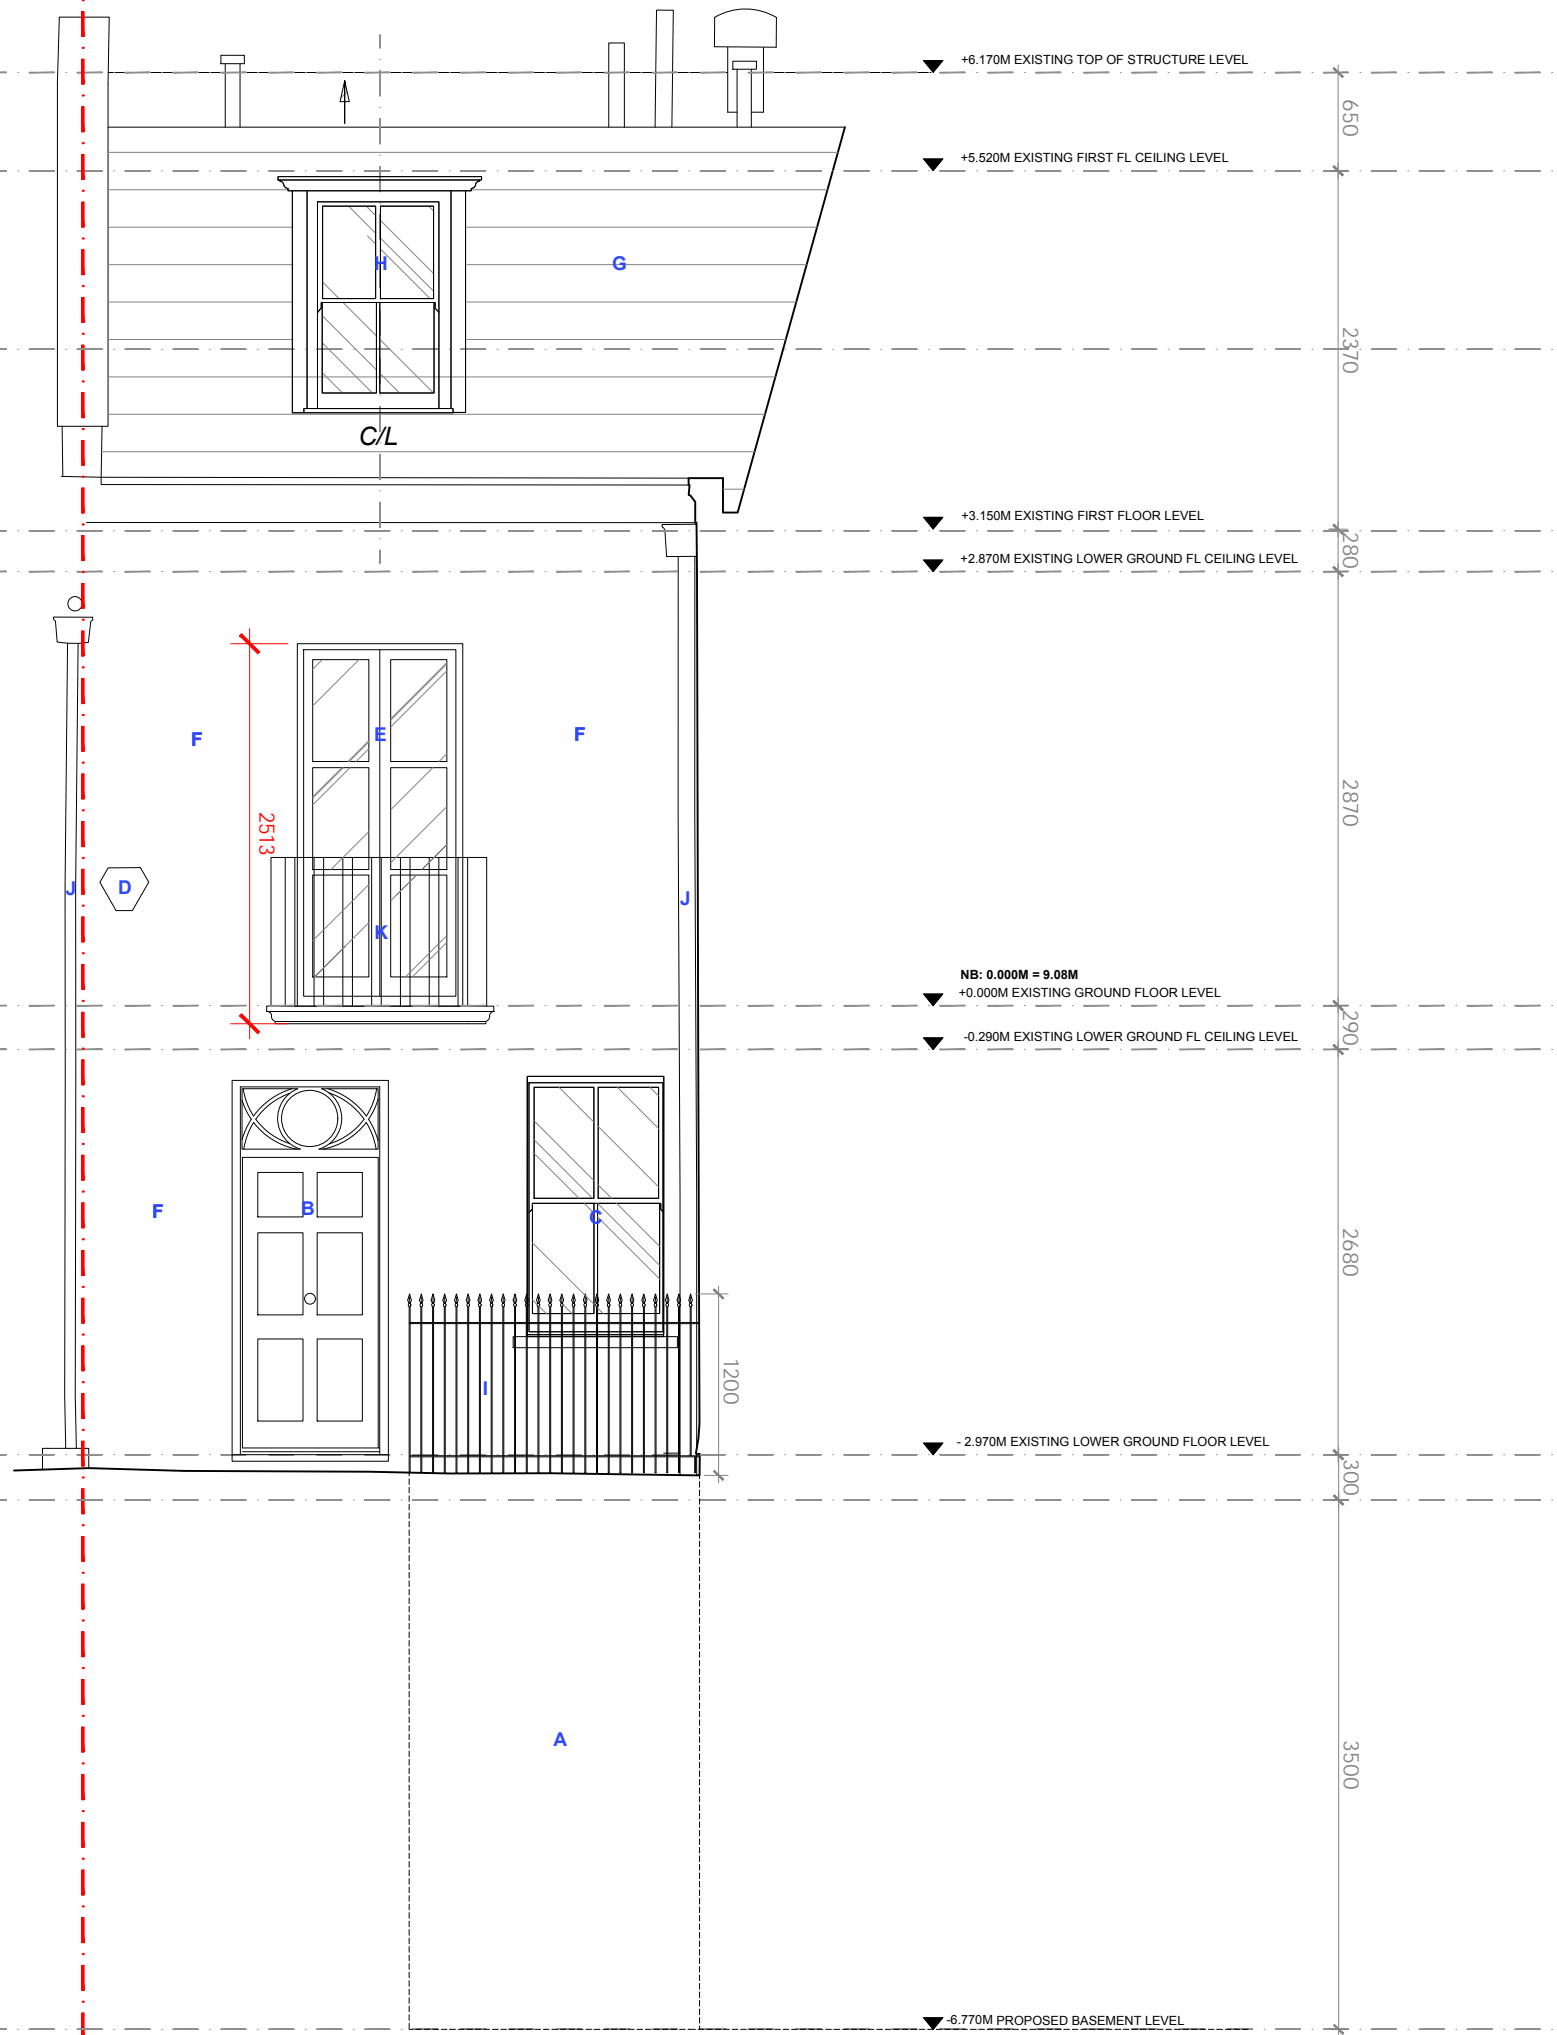 +6.170M EXISTING TOP OF STRUCTURE LEVEL
650
+5.520M EXISTING FIRST FL CEILING LEVEL
H
G
2370
C/L
+3.150M EXISTING FIRST FLOOR LEVEL
280
+2.870M EXISTING LOWER GROUND FL CEILING LEVEL
F
E
F
2513
2870
J
D
J
K
NB: 0.000M = 9.08M
+0.000M EXISTING GROUND FLOOR LEVEL
290
-0.290M EXISTING LOWER GROUND FL CEILING LEVEL
F
B
C
2680
I
1200
- 2.970M EXISTING LOWER GROUND FLOOR LEVEL
300
A
3500
-6.770M PROPOSED BASEMENT LEVEL